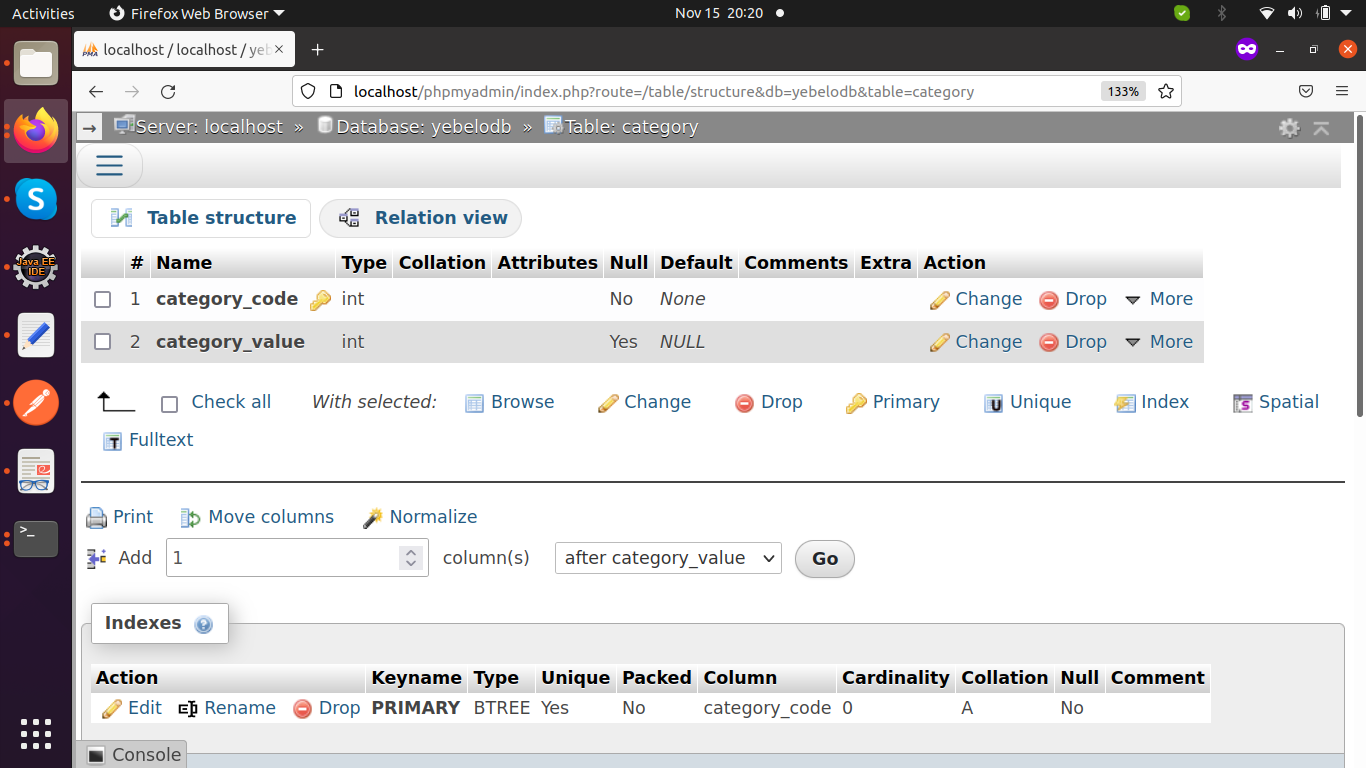 Activities Firefox Web Browser Nov 15 20:20
PMA localhost / localhost / yeb
localhost/phpmyadmin/index.php?route=/table/structure&db=yebelodb&table=category 133%
Server: localhost » Database: yebelodb » Table: category
Table structure Relation view
# Name Type Collation Attributes Null Default Comments Extra Action
1 category_code int No None Change Drop More
2 category_value int Yes NULL Change Drop More
Check all With selected: Browse Change Drop Primary U Unique Index S Spatial
T Fulltext
Print Move columns Normalize
Add 1 column(s) after category_value Go
Indexes
Action Keyname Type Unique Packed Column Cardinality Collation Null Comment
Edit Rename Drop PRIMARY BTREE Yes No category_code 0 A No
Console
S
Java EE
IDE
>_